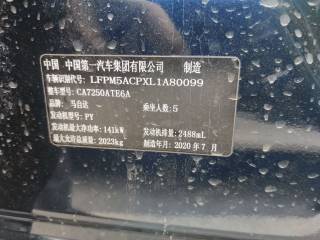 中国 中国第一汽车集团有限公司 制造
车辆识别代号: LFPM5ACPXL1A80099
整车型号: CA7250ATE6A
品牌: 马自达 乘坐人数: 5
发动机型号: PY
发动机最大净功率: 141kW 发动机排量: 2488mL
最大允许总质量: 2023kg 制造年月: 2020 年 7 月